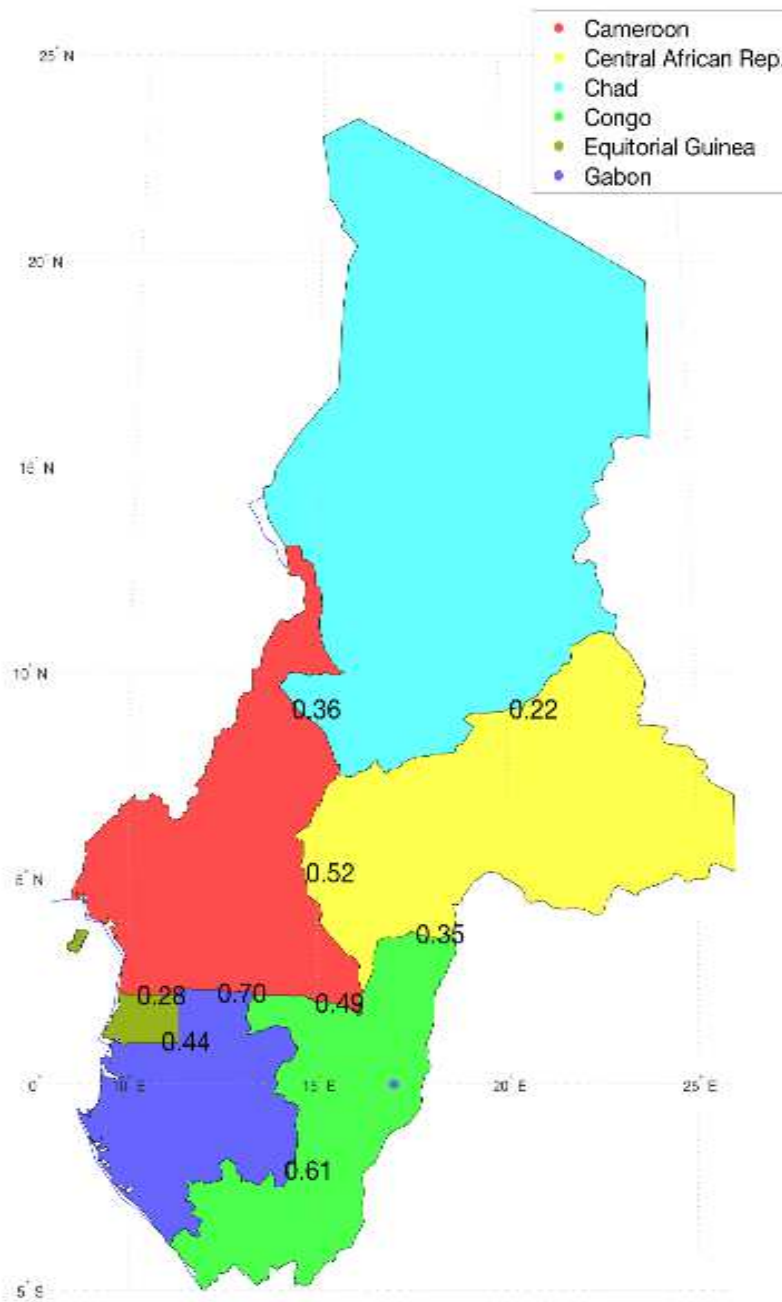 Cameroon
Central African Rep.
Chad
Congo
Equitorial Guinea
Gabon
25° N
20° N
15° N
10° N
0.36
0.22
5° N
0.52
0.35
0.28
0.70
0.49
0.44
0°
10° E
15° E
20° E
25° E
0.61
5° S